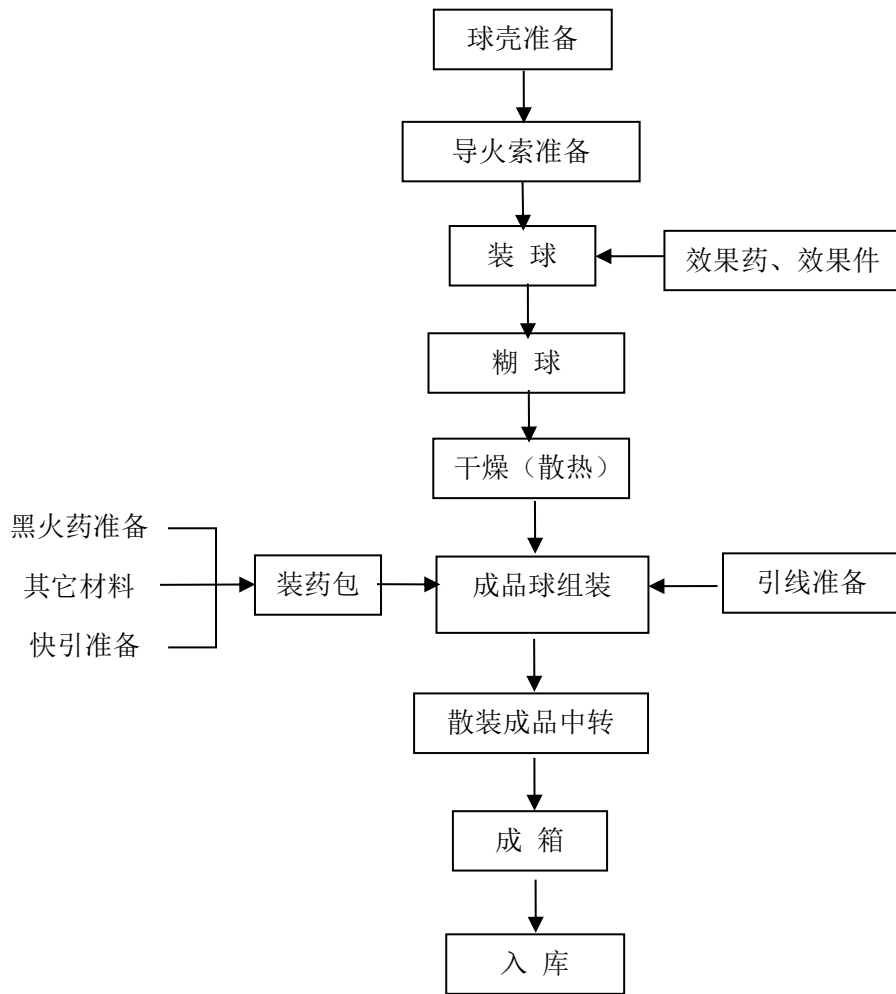 球壳准备
导火索准备
装 球
效果药、效果件
糊 球
干燥（散热）
黑火药准备
其它材料
快引准备
装药包
成品球组装
引线准备
散装成品中转
成 箱
入 库